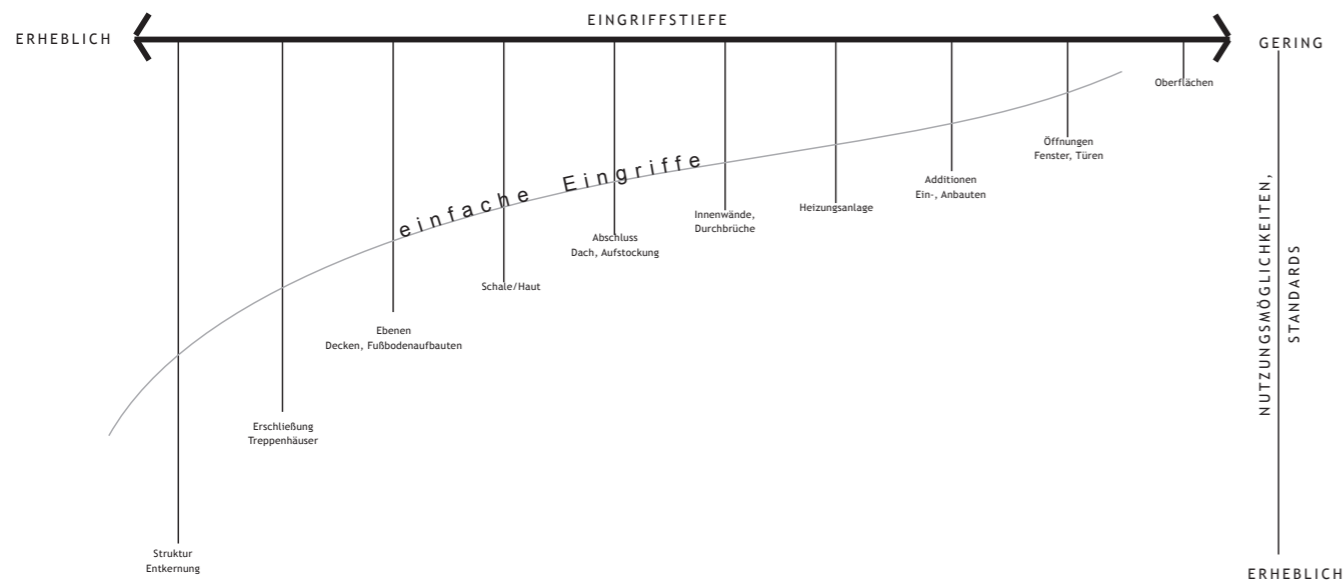 EINGRIFFSTIEFE
ERHEBLICH
GERING
Oberflächen
Öffnungen
Fenster, Türen
einfache Eingriffe
Additionen
Ein-, Anbauten
Heizungsanlage
Innenwände,
Durchbrüche
Abschluss
Dach, Aufstockung
Schale/Haut
Ebenen
Decken, Fußbodenaufbauten
Erschließung
Treppenhäuser
Struktur
Entkernung
NUTZUNGSMÖGLICHKEITEN,
STANDARDS
ERHEBLICH